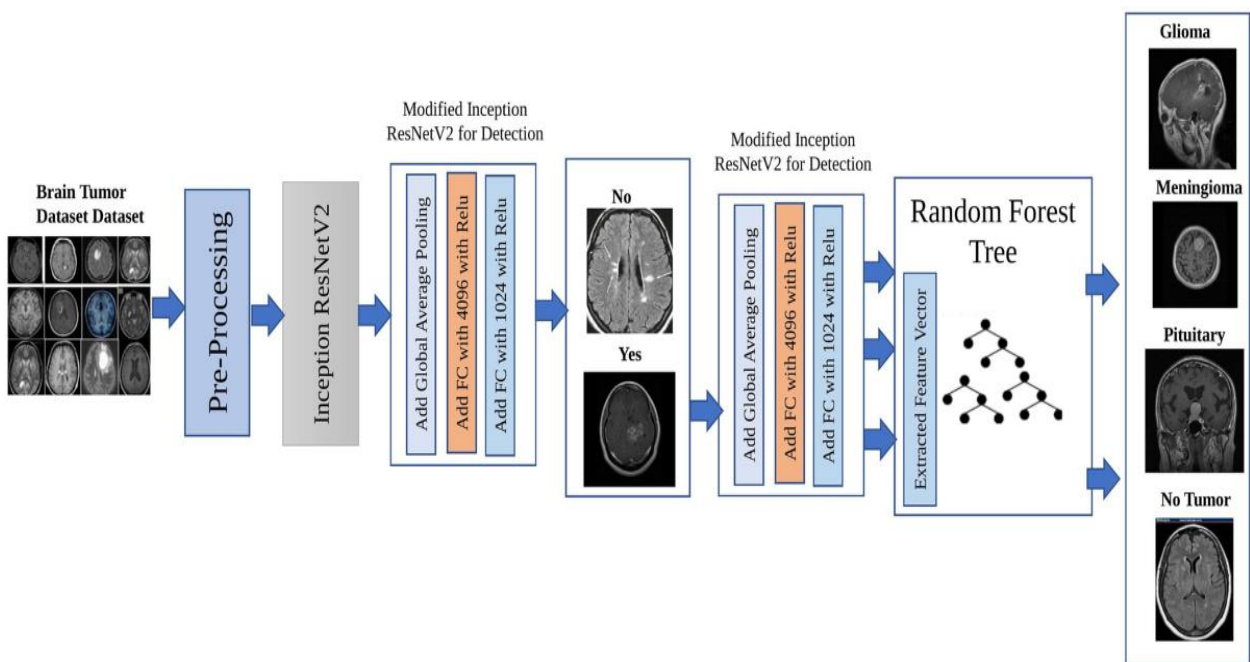 Brain Tumor
Dataset Dataset
Pre-Processing
Inception ResNetV2
Modified Inception
ResNetV2 for Detection
Add Global Average Pooling
Add FC with 4096 with Relu
Add FC with 1024 with Relu
No
Yes
Modified Inception
ResNetV2 for Detection
Add Global Average Pooling
Add FC with 4096 with Relu
Add FC with 1024 with Relu
Random Forest
Tree
Extracted Feature Vector
Glioma
Meningioma
Pituitary
No Tumor